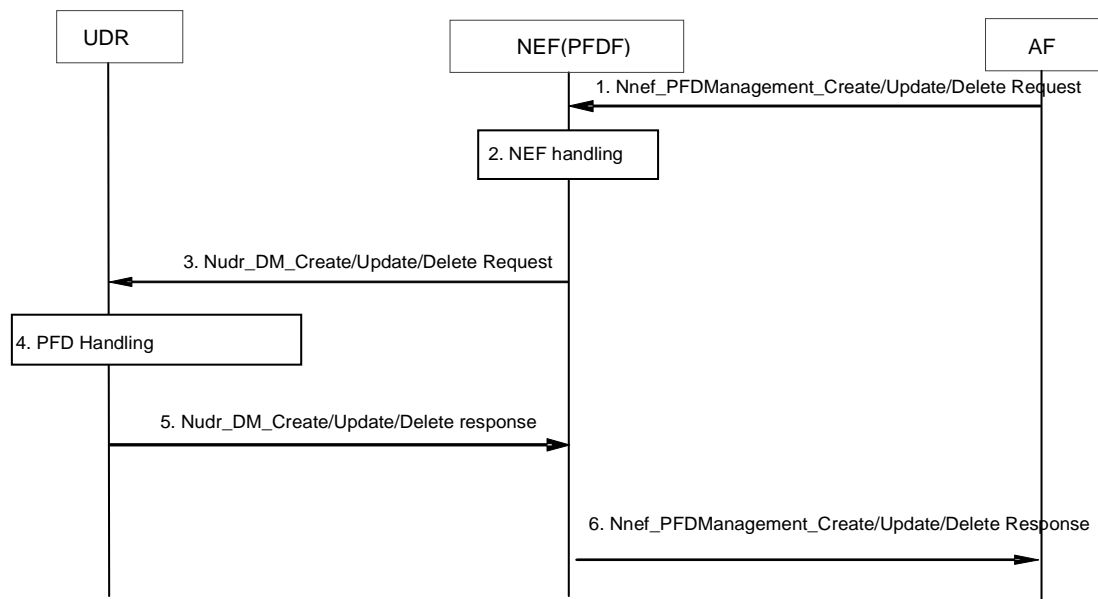 UDR
NEF(PFDF)
AF
1. Nnef_PFDManagement_Create/Update/Delete Request
2. NEF handling
3. Nudr_DM_Create/Update/Delete Request
4. PFD Handling
5. Nudr_DM_Create/Update/Delete response
6. Nnef_PFDManagement_Create/Update/Delete Response